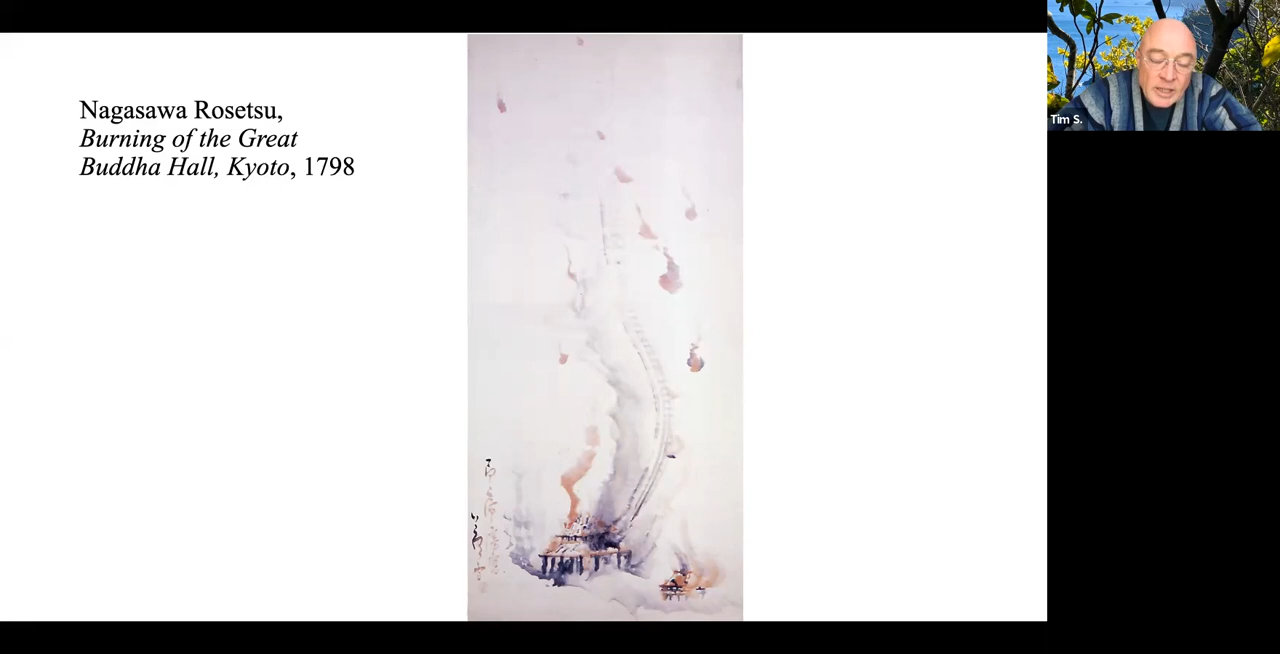 Nagasawa Rosetsu,
Burning of the Great
Buddha Hall, Kyoto, 1798
Tim S.